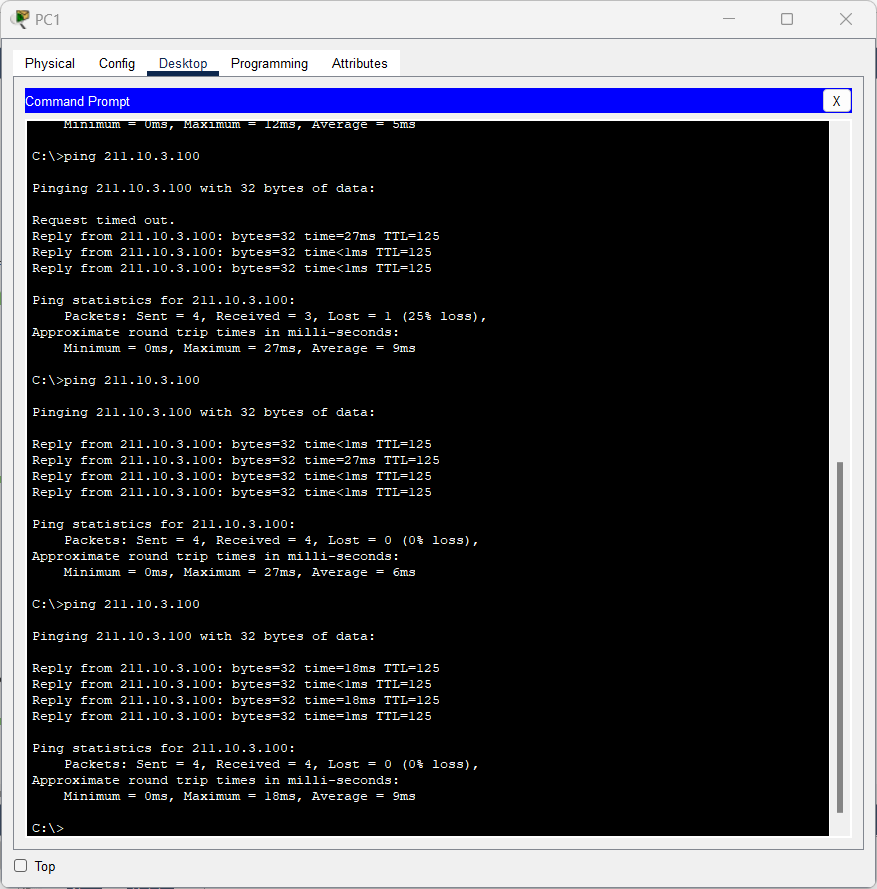 PC1
Physical Config Desktop Programming Attributes
Command Prompt X
    Minimum = 0ms, Maximum = 12ms, Average = 5ms
C:\>ping 211.10.3.100
Pinging 211.10.3.100 with 32 bytes of data:
Request timed out.
Reply from 211.10.3.100: bytes=32 time=27ms TTL=125
Reply from 211.10.3.100: bytes=32 time<1ms TTL=125
Reply from 211.10.3.100: bytes=32 time<1ms TTL=125
Ping statistics for 211.10.3.100:
    Packets: Sent = 4, Received = 3, Lost = 1 (25% loss),
Approximate round trip times in milli-seconds:
    Minimum = 0ms, Maximum = 27ms, Average = 9ms
C:\>ping 211.10.3.100
Pinging 211.10.3.100 with 32 bytes of data:
Reply from 211.10.3.100: bytes=32 time<1ms TTL=125
Reply from 211.10.3.100: bytes=32 time=27ms TTL=125
Reply from 211.10.3.100: bytes=32 time<1ms TTL=125
Reply from 211.10.3.100: bytes=32 time<1ms TTL=125
Ping statistics for 211.10.3.100:
    Packets: Sent = 4, Received = 4, Lost = 0 (0% loss),
Approximate round trip times in milli-seconds:
    Minimum = 0ms, Maximum = 27ms, Average = 6ms
C:\>ping 211.10.3.100
Pinging 211.10.3.100 with 32 bytes of data:
Reply from 211.10.3.100: bytes=32 time=18ms TTL=125
Reply from 211.10.3.100: bytes=32 time<1ms TTL=125
Reply from 211.10.3.100: bytes=32 time=18ms TTL=125
Reply from 211.10.3.100: bytes=32 time=1ms TTL=125
Ping statistics for 211.10.3.100:
    Packets: Sent = 4, Received = 4, Lost = 0 (0% loss),
Approximate round trip times in milli-seconds:
    Minimum = 0ms, Maximum = 18ms, Average = 9ms
C:\>
Top